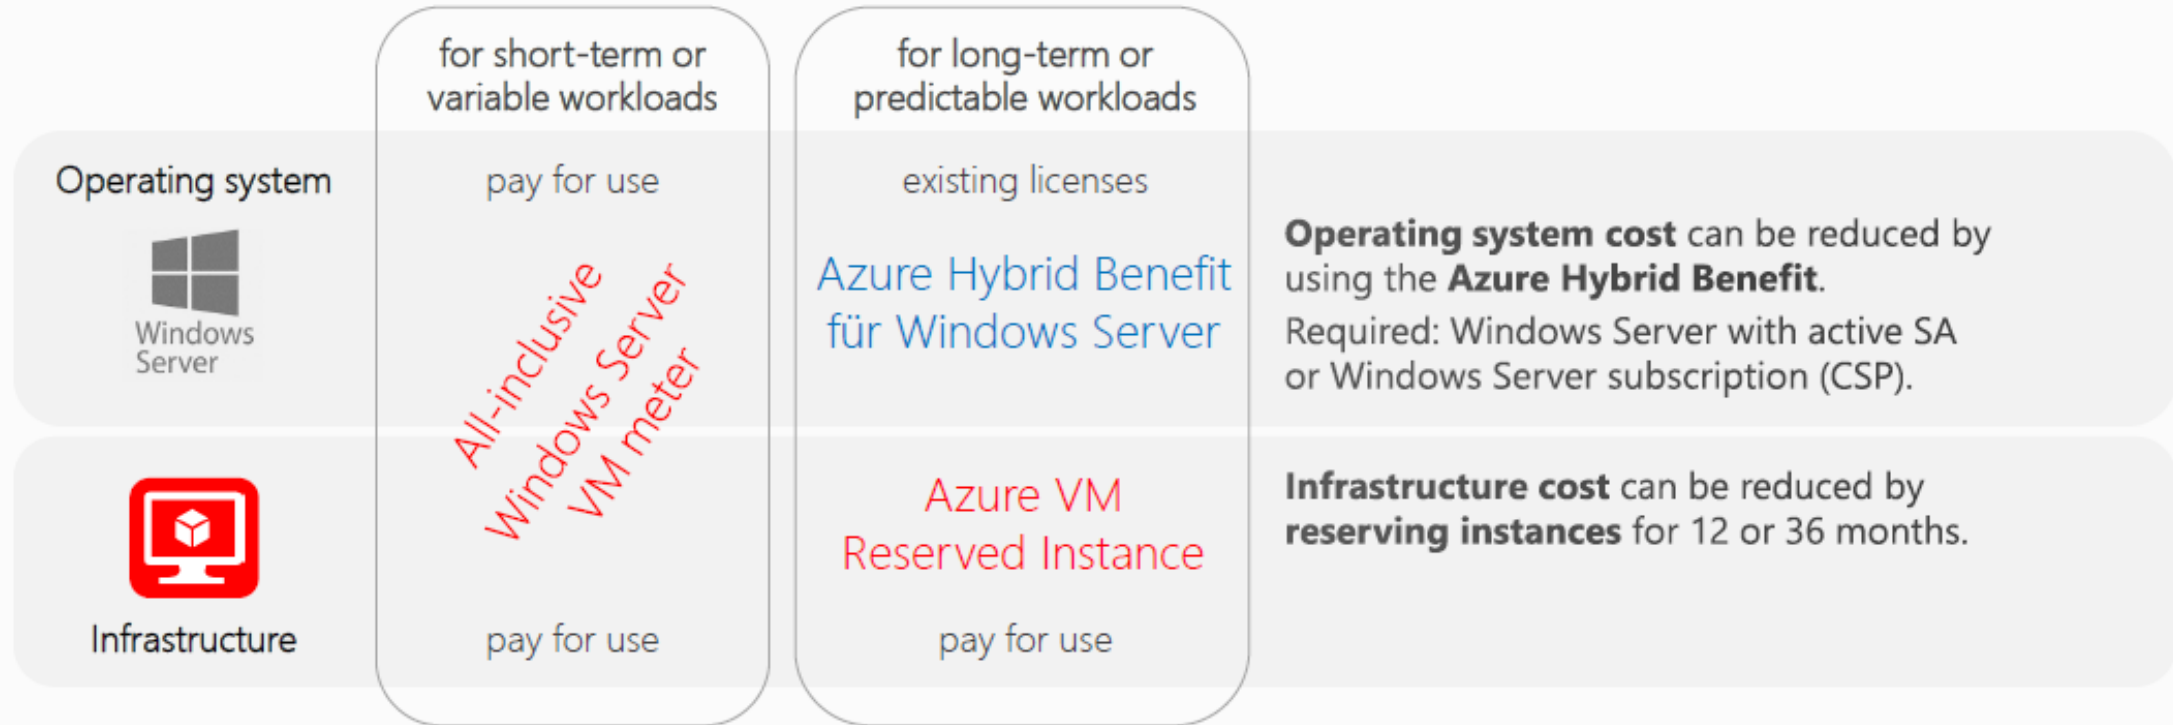 for short-term or
variable workloads
for long-term or
predictable workloads
Operating system
pay for use
existing licenses
Windows
Server
All-inclusive
Windows Server
VM meter
Azure Hybrid Benefit
für Windows Server
Operating system cost can be reduced by
using the Azure Hybrid Benefit.
Required: Windows Server with active SA
or Windows Server subscription (CSP).
Azure VM
Reserved Instance
Infrastructure cost can be reduced by
reserving instances for 12 or 36 months.
Infrastructure
pay for use
pay for use